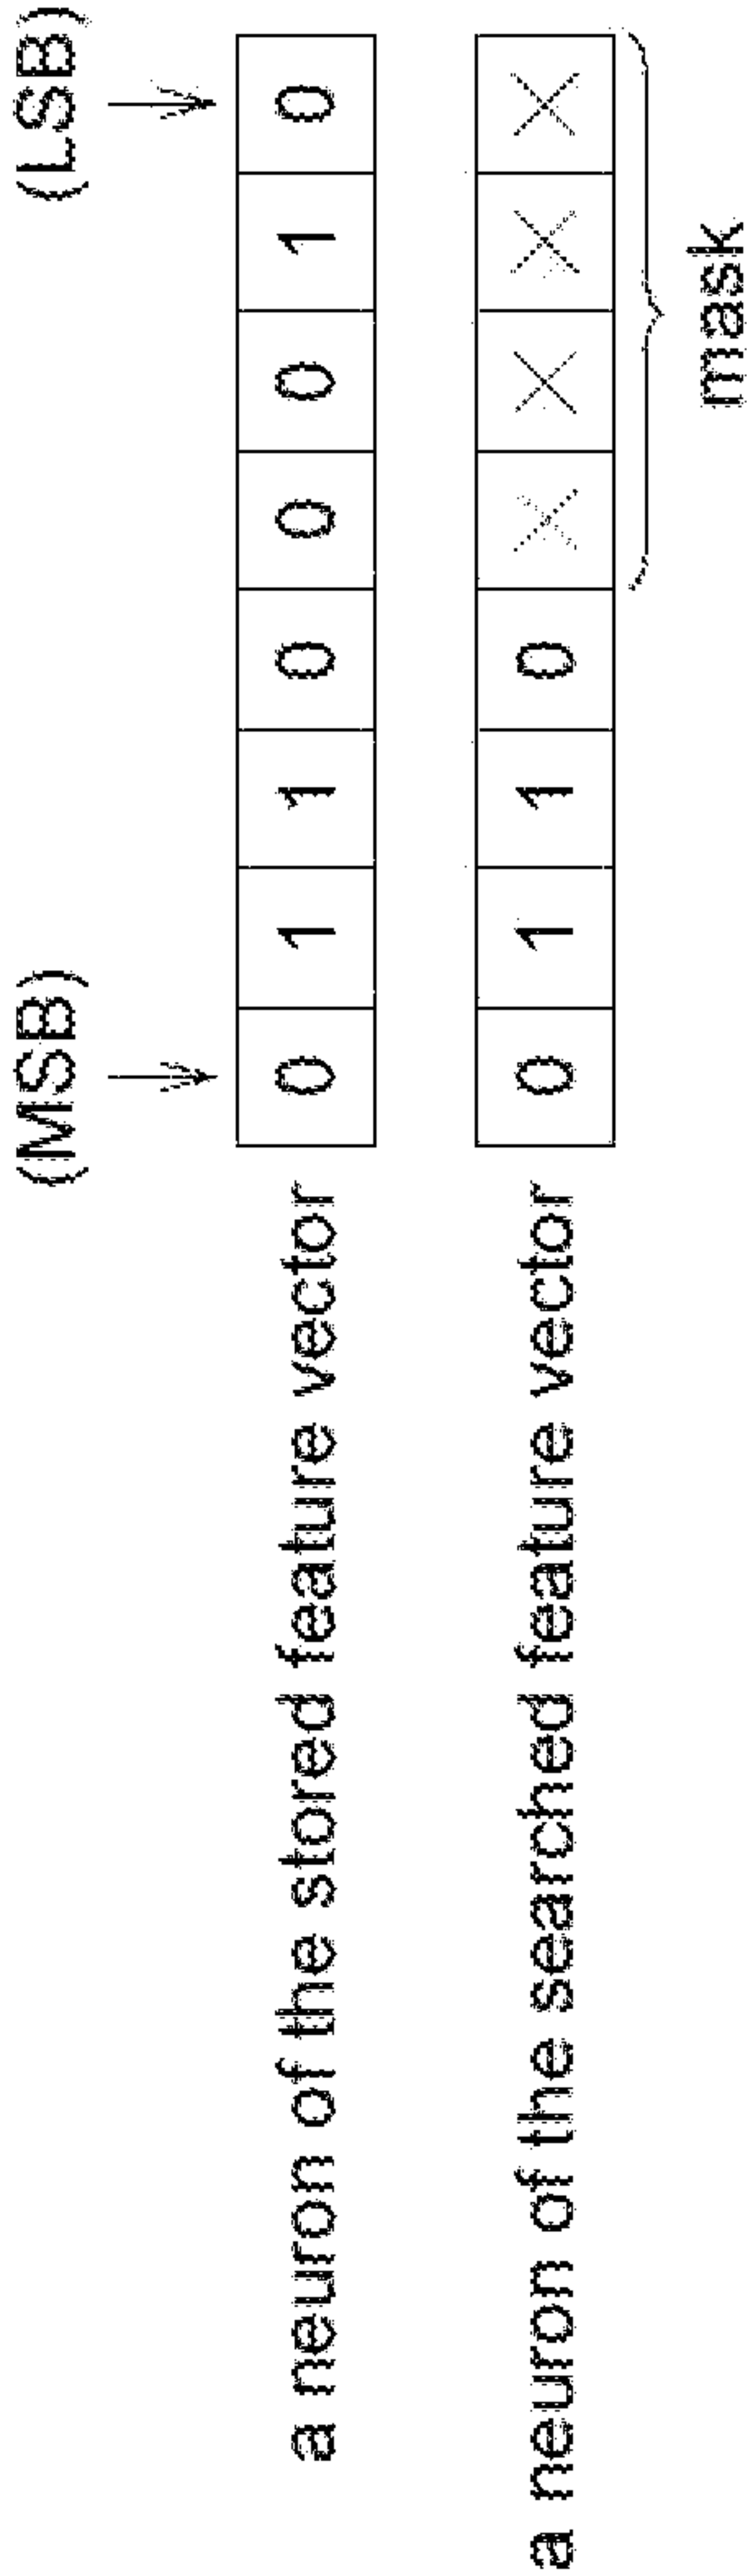 (MSB) (LSB)
a neuron of the stored feature vector 0 1 1 0 0 0 1 0
a neuron of the searched feature vector 0 1 1 0 X X X X
mask